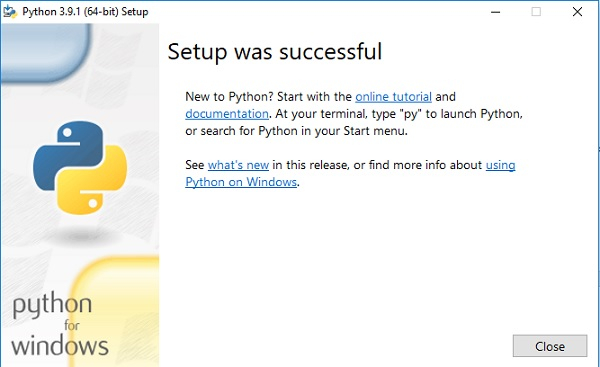 Python 3.9.1 (64-bit) Setup
Setup was successful
New to Python? Start with the online tutorial and
documentation. At your terminal, type "py" to launch Python,
or search for Python in your Start menu.
See what's new in this release, or find more info about using
Python on Windows.
python
for
windows
Close